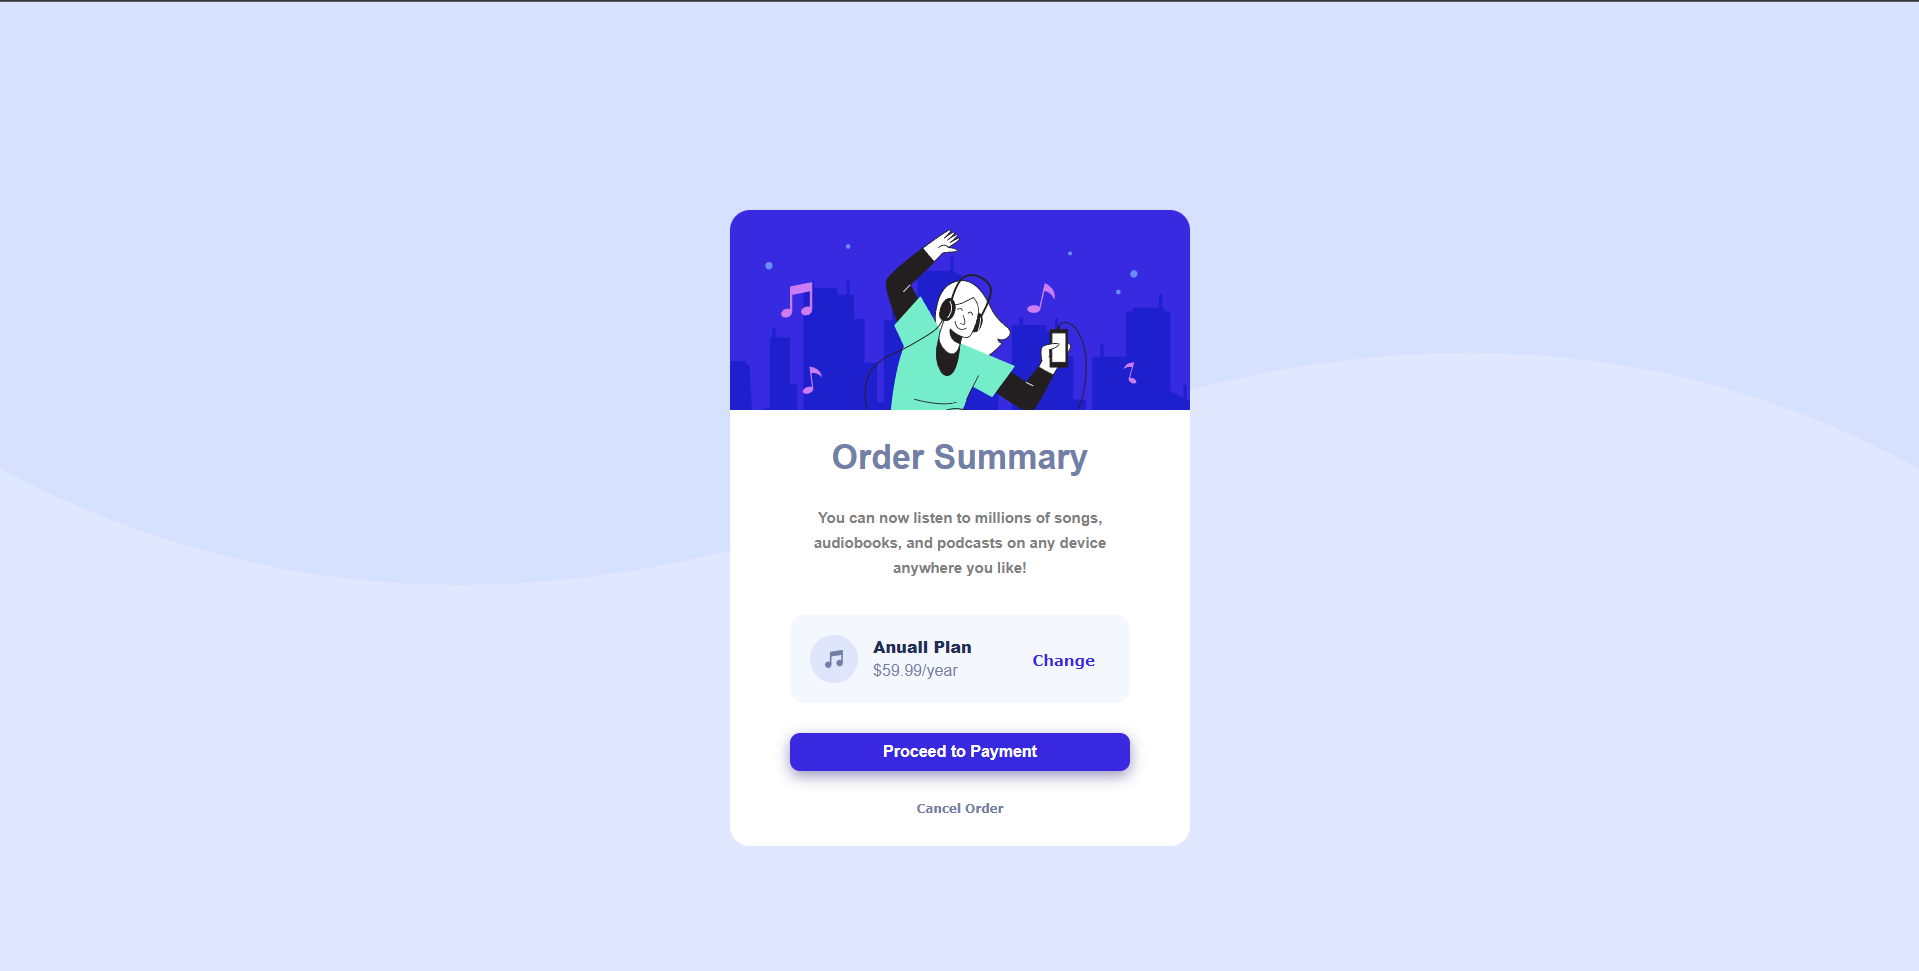 Order Summary
You can now listen to millions of songs,
audiobooks, and podcasts on any device
anywhere you like!
Anuall Plan
$59.99/year
Change
Proceed to Payment
Cancel Order